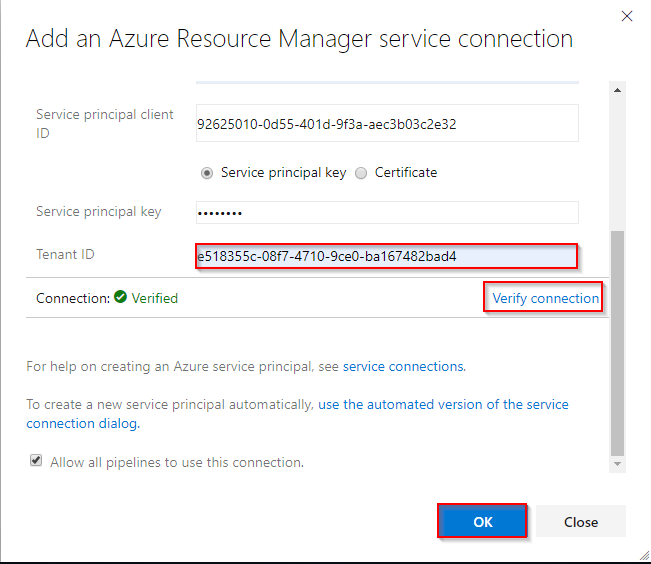 Add an Azure Resource Manager service connection
Service principal client
ID
92625010-0d55-401d-9f3a-aec3b03c2e32
Service principal key
Certificate
Service principal key
••••••••
Tenant ID
e518355c-08f7-4710-9ce0-ba167482bad4
Connection: Verified
Verify connection
For help on creating an Azure service principal, see service connections.
To create a new service principal automatically, use the automated version of the service
connection dialog.
Allow all pipelines to use this connection.
OK
Close